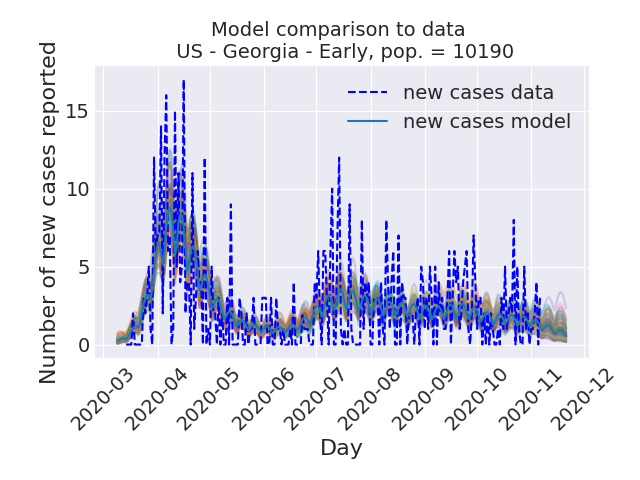 Model comparison to data
US - Georgia - Early, pop. = 10190
Number of new cases reported
15
10
5
0
new cases data
new cases model
2020-03
2020-04
2020-05
2020-06
2020-07
2020-08
2020-09
2020-10
2020-11
2020-12
Day